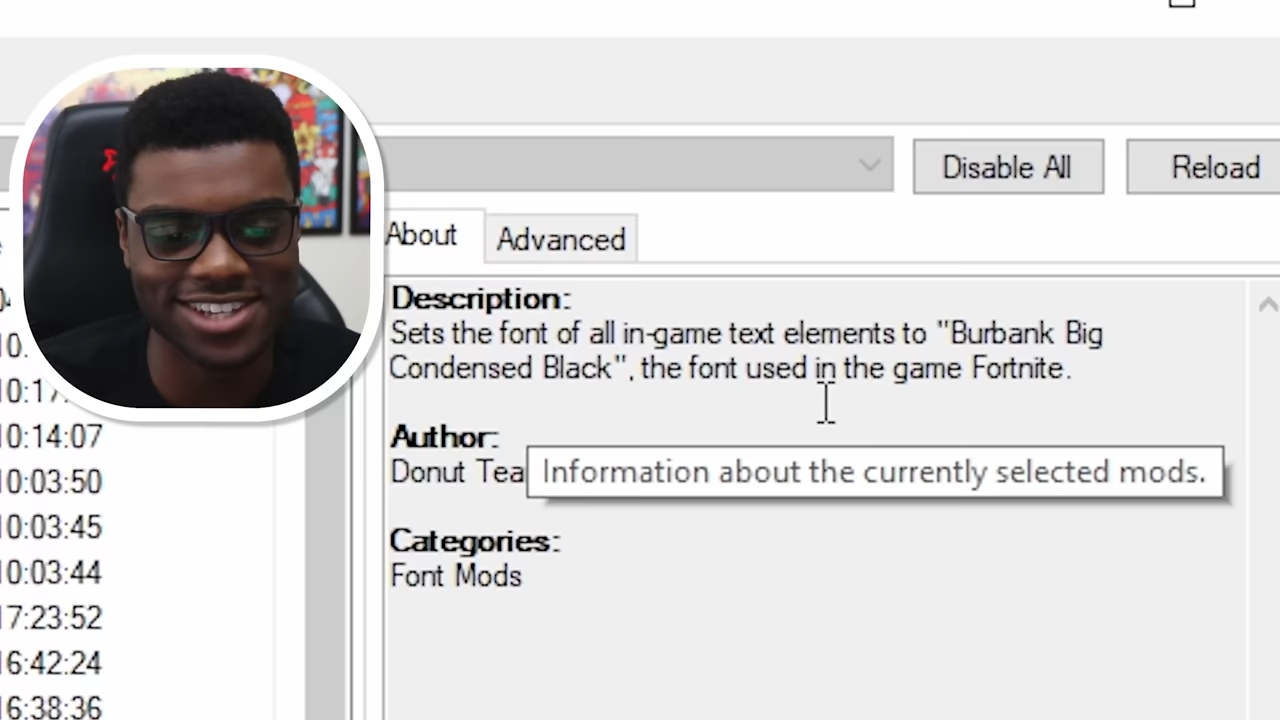 Disable All
Reload
About
Advanced
Description:
Sets the font of all in-game text elements to "Burbank Big
Condensed Black", the font used in the game Fortnite.
Author:
Donut Tea
Information about the currently selected mods.
Categories:
Font Mods
10:14:07
10:03:50
10:03:45
10:03:44
17:23:52
16:42:24
16:38:36